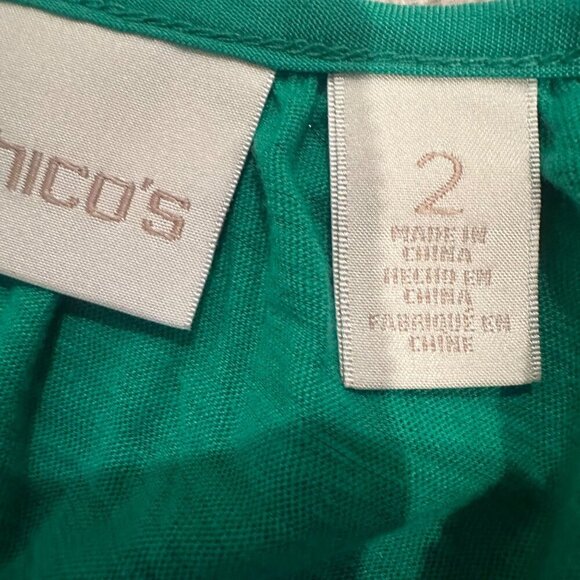 HICO'S
2
MADE IN
CHINA
HECHO EN
CHINA
FABRIQUÉ EN
CHINE